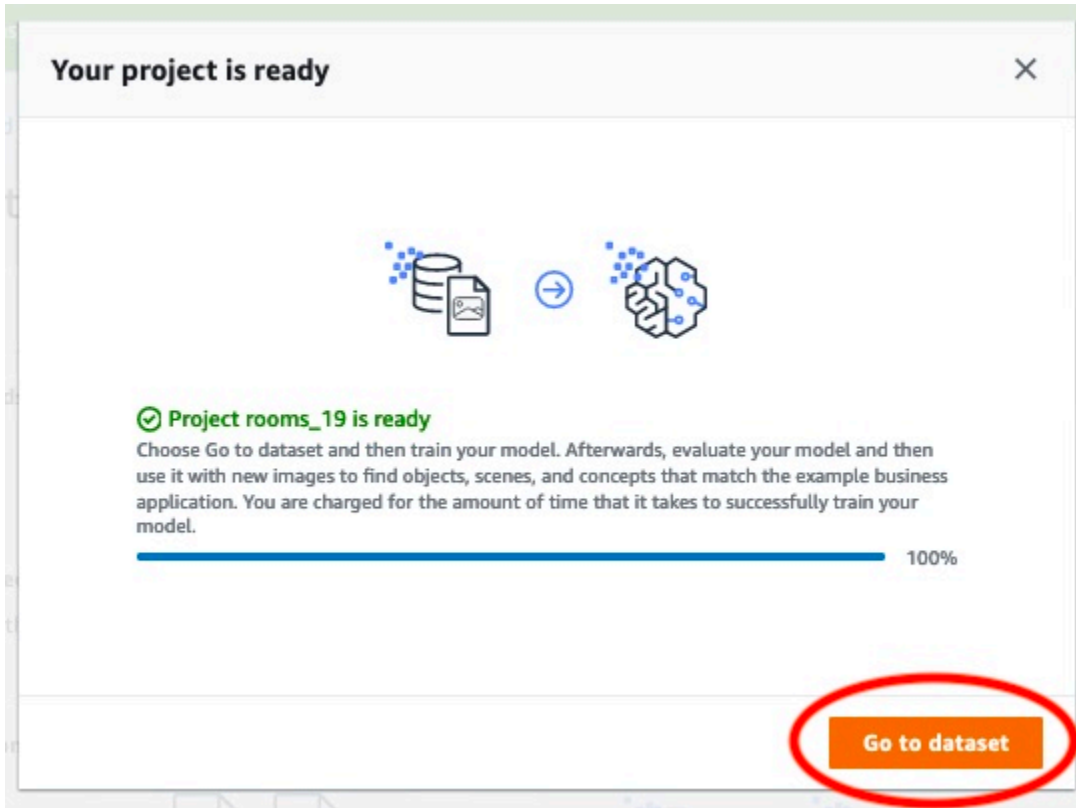 Your project is ready
Project rooms_19 is ready
Choose Go to dataset and then train your model. Afterwards, evaluate your model and then
use it with new images to find objects, scenes, and concepts that match the example business
application. You are charged for the amount of time that it takes to successfully train your
model.
100%
Go to dataset